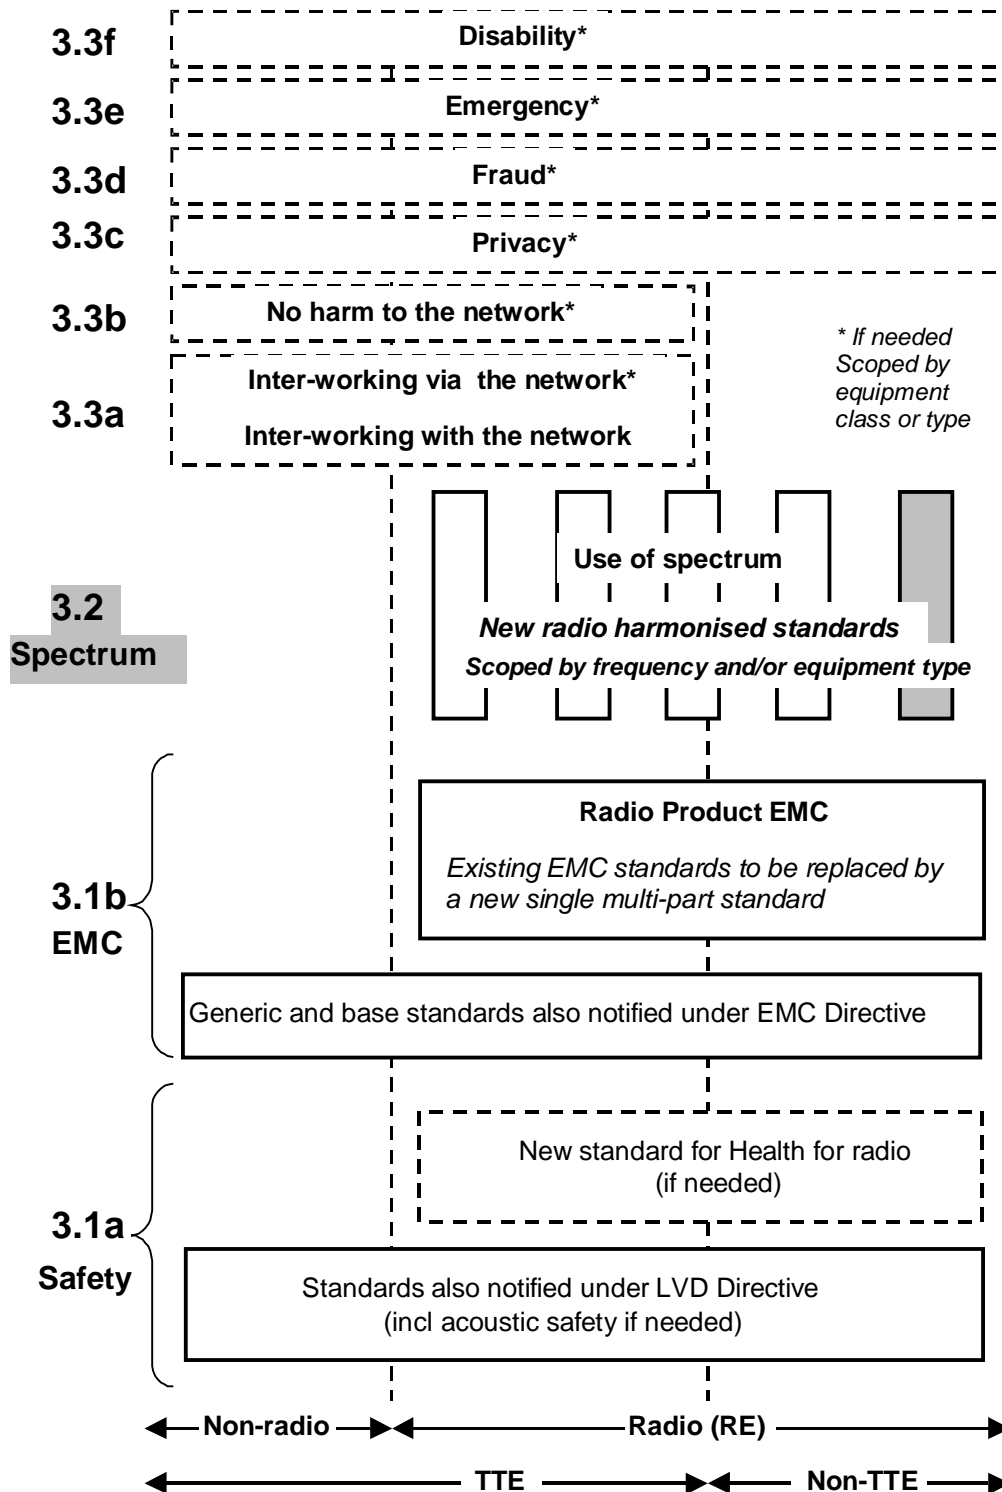 3.3f
Disability*
3.3e
Emergency*
3.3d
Fraud*
3.3c
Privacy*
3.3b
No harm to the network*
* If needed
Scoped by
equipment
class or type
3.3a
Inter-working via the network*
Inter-working with the network
3.2
Spectrum
Use of spectrum
New radio harmonised standards
Scoped by frequency and/or equipment type
3.1b
EMC
Radio Product EMC
Existing EMC standards to be replaced by
a new single multi-part standard
Generic and base standards also notified under EMC Directive
3.1a
Safety
New standard for Health for radio
(if needed)
Standards also notified under LVD Directive
(incl acoustic safety if needed)
Non-radio
Radio (RE)
TTE
Non-TTE